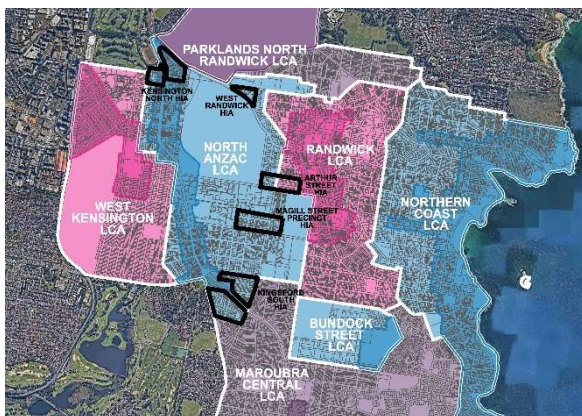 PARKLANDS NORTH
RANDWICK LCA
KENSINGTON
NORTH HIA
WEST
RANDWICK
HIA
NORTH
ANZAC
LCA
RANDWICK
LCA
ARTHUR
STREET
HIA
WEST
KENSINGTON
LCA
MAGILL STREET
PRECINCT
HIA
NORTHERN
COAST
LCA
KINGSFORD
SOUTH
HIA
BUNDOCK
STREET
LCA
MAROUBRA
CENTRAL
LCA